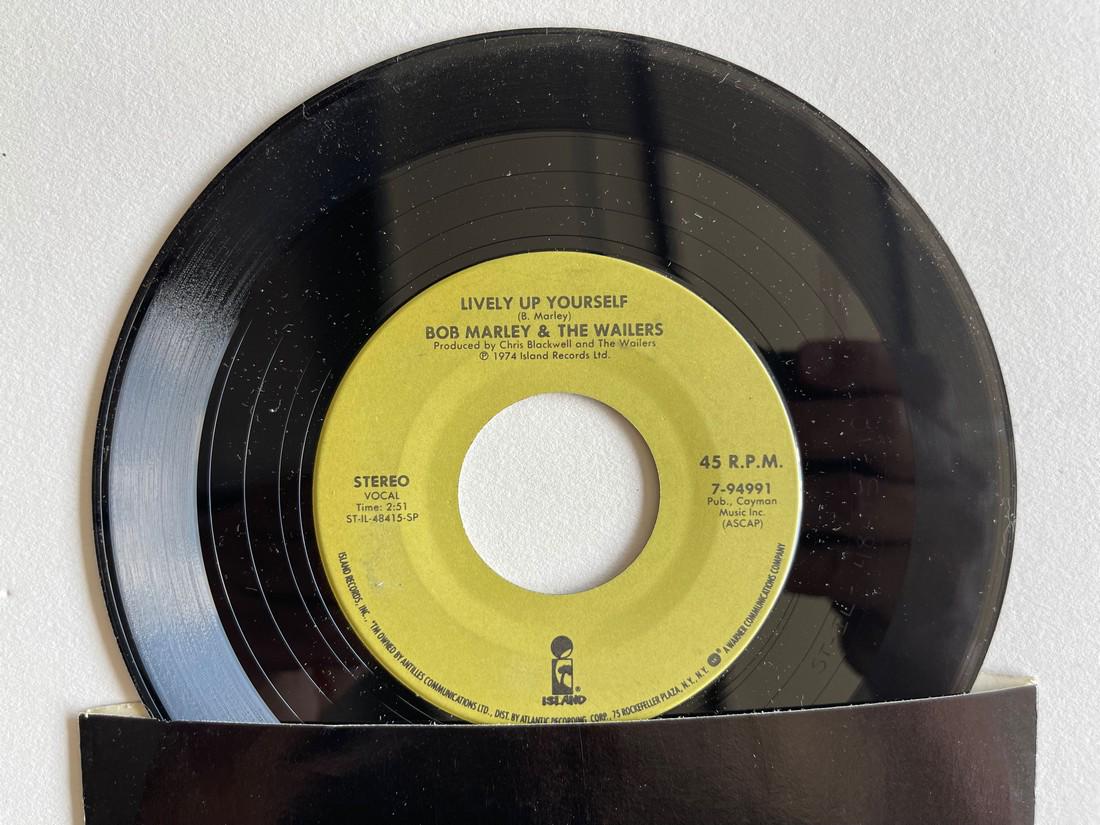 LIVELY UP YOURSELF
(B. Marley)
BOB MARLEY & THE WAILERS
Produced by Chris Blackwell and The Wailers
℗ 1974 Island Records Ltd.
STEREO
VOCAL
Time: 2:51
ST-IL-48415-SP
45 R.P.M.
7-94991
Pub., Cayman
Music Inc.
(ASCAP)
ISLAND®
ISLAND RECORDS, INC., *TM OWNED BY ANTILLES COMMUNICATIONS LTD., DIST. BY ATLANTIC RECORDING CORP., 75 ROCKEFELLER PLAZA, N.Y., N.Y. ® A WARNER COMMUNICATIONS COMPANY